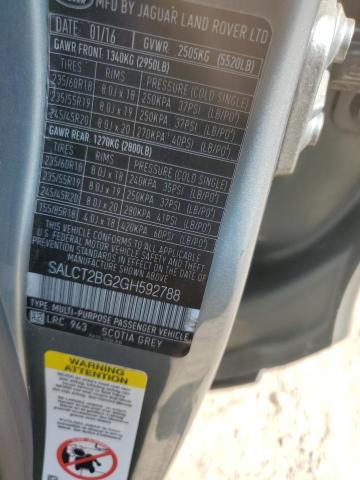 MFD BY JAGUAR LAND ROVER LTD
DATE 01/16 GVWR. 2505KG (5520LB)
GAWR FRONT: 1340KG (2950LB)
TIRES RIMS PRESSURE (COLD SINGLE)
235/60R18 8.0J x 18 250KPA 37PSI (LB/PO²)
235/55R19 8.0J x 19 250KPA 37PSI (LB/PO²)
245/45R20 8.0J x 20 270KPA 40PSI (LB/PO²)
GAWR REAR: 1270KG (2800LB)
TIRES RIMS PRESSURE (COLD SINGLE)
235/60R18 8.0J x 18 240KPA 35PSI (LB/PO²)
235/55R19 8.0J x 19 250KPA 37PSI (LB/PO²)
245/45R20 8.0J x 20 280KPA 41PSI (LB/PO²)
155/85R18 4.0J x 18 420KPA 60PSI (LB/PO²)
THIS VEHICLE CONFORMS TO ALL APPLICABLE
U.S. FEDERAL MOTOR VEHICLE SAFETY
STANDARDS IN EFFECT ON THE DATE OF
MANUFACTURE SHOWN ABOVE.
SALCT2BG2GH592788
TYPE: MULTI-PURPOSE PASSENGER VEHICLE
LRC 943 SCOTIA GREY
WARNING
ATTENTION